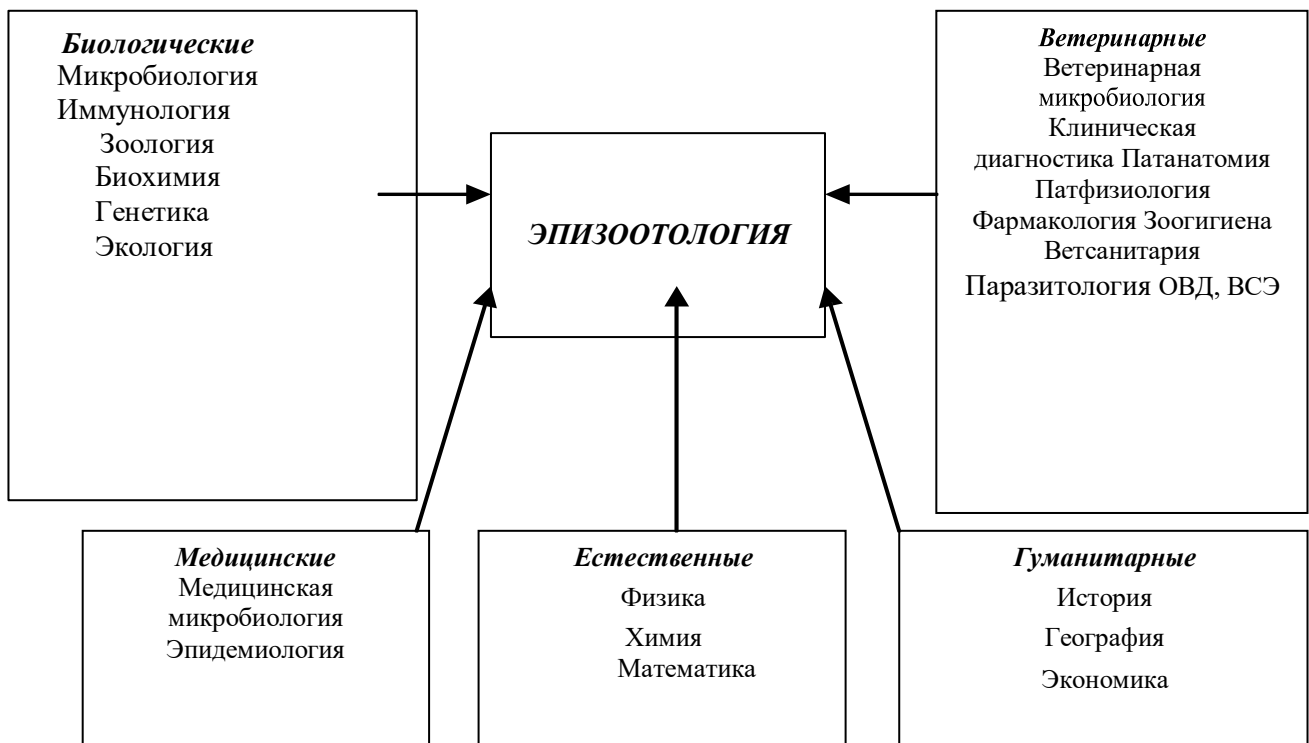 Биологические
Микробиология
Иммунология
Зоология
Биохимия
Генетика
Экология
ЭПИЗООТОЛОГИЯ
Ветеринарные
Ветеринарная
микробиология
Клиническая
диагностика Патанатомия
Патфизиология
Фармакология Зоогигиена
Ветсанитария
Паразитология ОВД, ВСЭ
Медицинские
Медицинская
микробиология
Эпидемиология
Естественные
Физика
Химия
Математика
Гуманитарные
История
География
Экономика